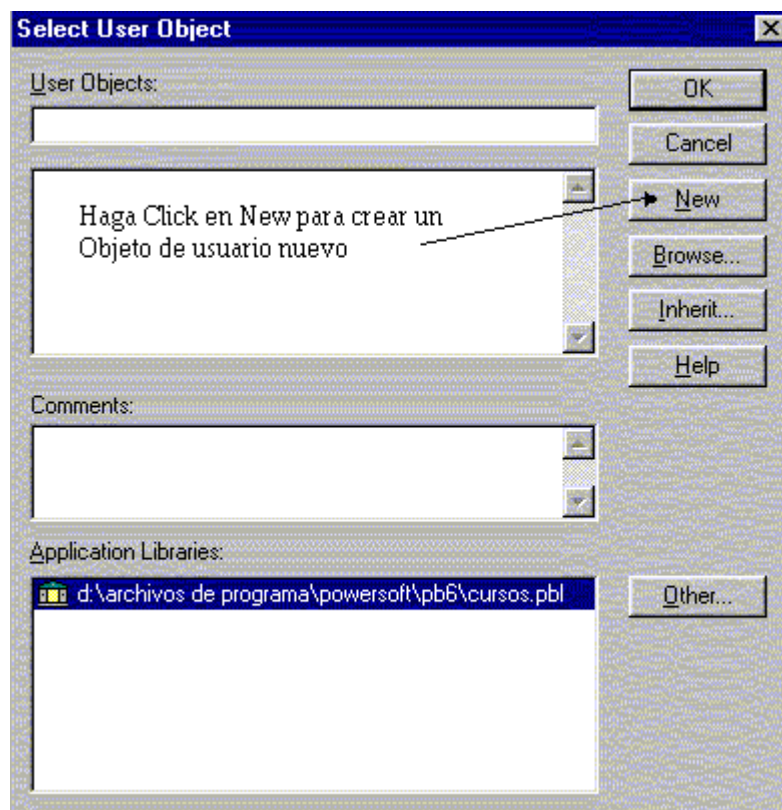 Select User Object
User Objects:
OK
Cancel
Haga Click en New para crear un
Objeto de usuario nuevo
New
Browse...
Inherit...
Help
Comments:
Application Libraries:
d:\archivos de programa\powersoft\pb6\cursos.pbl
Other...